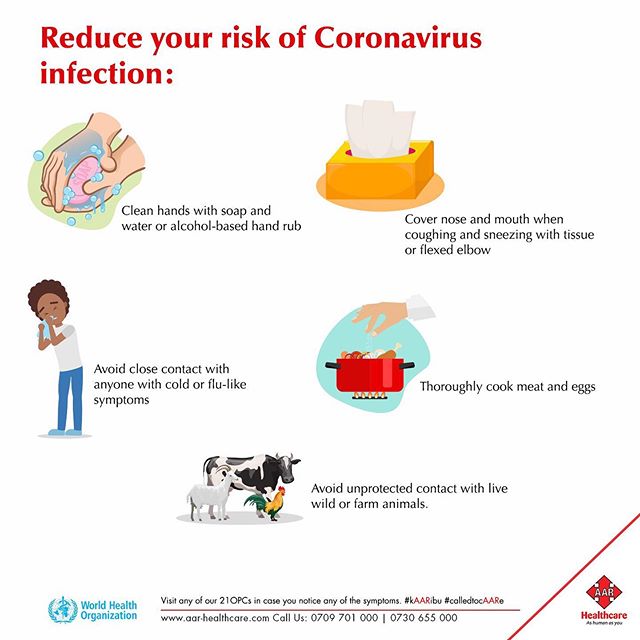 Reduce your risk of Coronavirus
infection:
SOAP
Clean hands with soap and
water or alcohol-based hand rub
Cover nose and mouth when
coughing and sneezing with tissue
or flexed elbow
Avoid close contact with
anyone with cold or flu-like
symptoms
Thoroughly cook meat and eggs
Avoid unprotected contact with live
wild or farm animals.
World Health
Organization
Visit any of our 21OPCs in case you notice any of the symptoms. #kAARibu #calledtocAARe
www.aar-healthcare.com Call Us: 0709 701 000 | 0730 655 000
AAR
Healthcare
As human as you